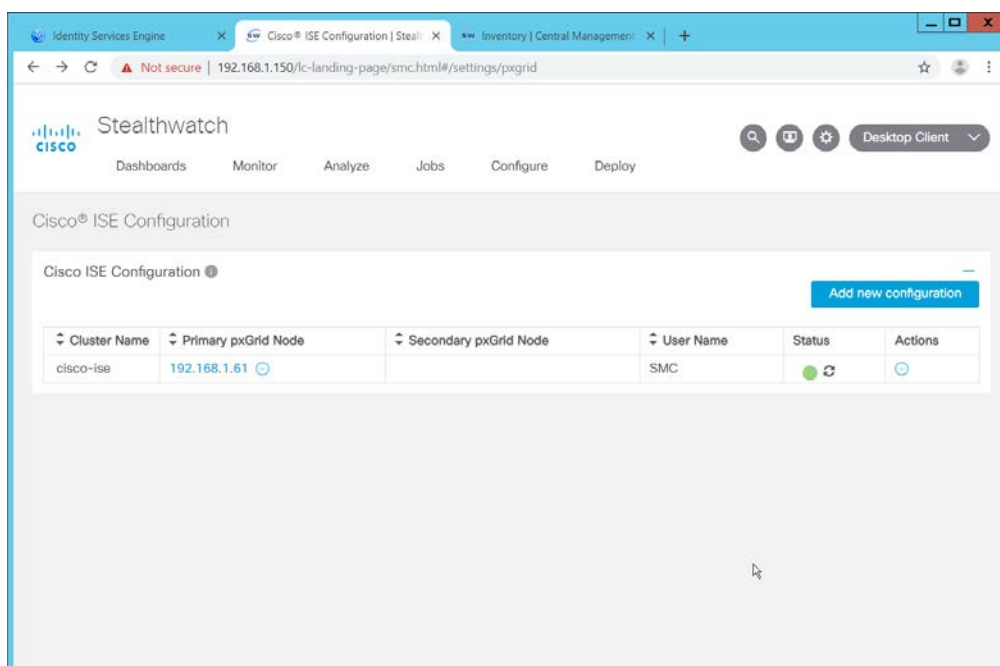 Identity Services Engine
Cisco® ISE Configuration | Stealt
Inventory | Central Management
Not secure | 192.168.1.150/lc-landing-page/smc.html#/settings/pxgrid
Stealthwatch
CISCO
Desktop Client
Dashboards Monitor Analyze Jobs Configure Deploy
Cisco® ISE Configuration
Cisco ISE Configuration
Add new configuration
Cluster Name Primary pxGrid Node Secondary pxGrid Node User Name Status Actions
cisco-ise 192.168.1.61 SMC